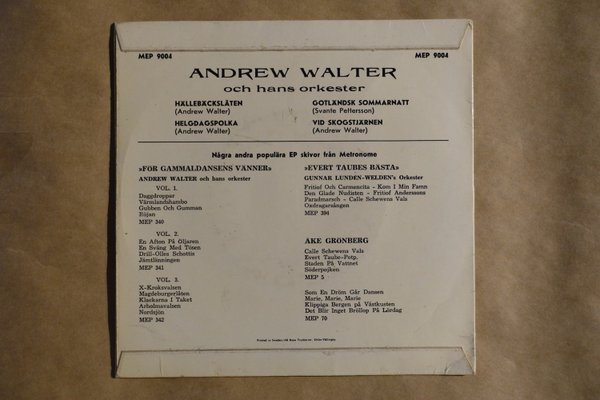 MEP 9004
MEP 9004
ANDREW WALTER
och hans orkester
HÄLLEBÄCKSLÅTEN
(Andrew Walter)
HELGDAGSPOLKA
(Andrew Walter)
GOTLÄNDSK SOMMARNATT
(Svante Pettersson)
VID SKOGSTJÄRNEN
(Andrew Walter)
Några andra populära EP skivor från Metronome
»FÖR GAMMALDANSENS VÄNNER»
ANDREW WALTER och hans orkester
VOL. 1.
Daggdroppar
Värmlandshambo
Gubben Och Gumman
Böjan
MEP 340
VOL. 2.
En Afton På Oljaren
En Sväng Med Tösen
Drill-Olles Schottis
Jämtlänningen
MEP 341
VOL. 3.
X-Kroksvalsen
Magdeburgerlåten
Klackarna I Taket
Arholmavalsen
Nordsjön
MEP 342
»EVERT TAUBES BÄSTA»
GUNNAR LUNDEN-WELDEN's Orkester
Fritiof Och Carmencita - Kom I Min Famn
Den Glade Nudisten - Fritiof Anderssons
Paradmarsch - Calle Schewens Vals
Oxdragarsången
MEP 394
ÅKE GRÖNBERG
Calle Schewens Vals
Evert Taube-Potp.
Staden På Vattnet
Söderpojken
MEP 5
Som En Dröm Går Dansen
Marie, Marie, Marie
Klippiga Bergen på Västkusten
Det Blir Inget Bröllop På Lördag
MEP 70